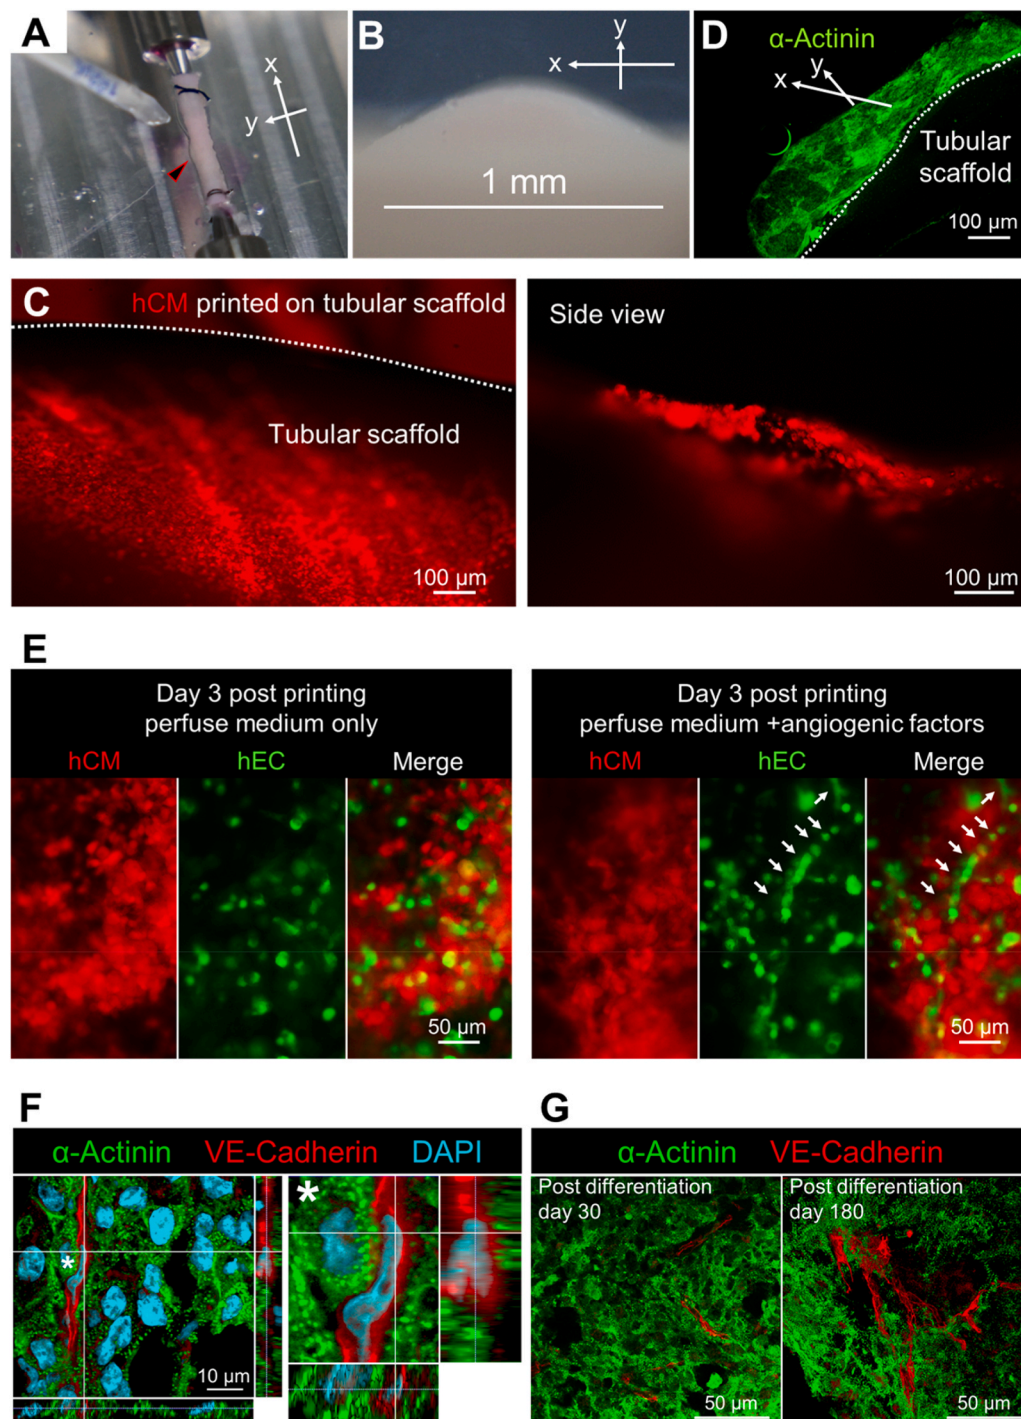 A
x
y
B
y
x
1 mm
D
α-Actinin
y
x
Tubular
scaffold
100 µm
C
hCM printed on tubular scaffold
Tubular scaffold
100 µm
Side view
100 µm
E
Day 3 post printing
perfuse medium only
hCM hEC Merge
50 µm
Day 3 post printing
perfuse medium +angiogenic factors
hCM hEC Merge
50 µm
F
α-Actinin VE-Cadherin DAPI
*
10 µm
*
G
α-Actinin VE-Cadherin
Post differentiation
day 30
50 µm
Post differentiation
day 180
50 µm